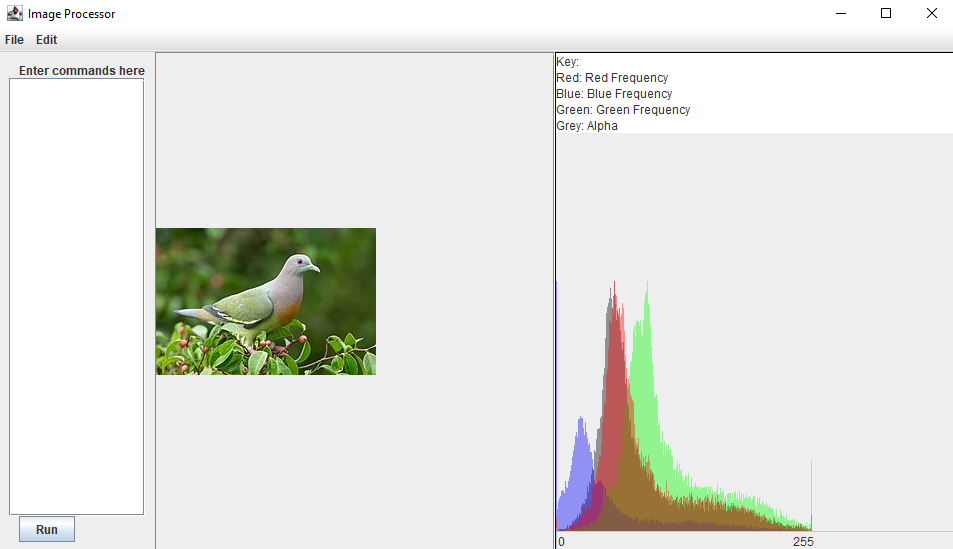 Image Processor
File Edit
Enter commands here
Run
Key:
Red: Red Frequency
Blue: Blue Frequency
Green: Green Frequency
Grey: Alpha
0 255